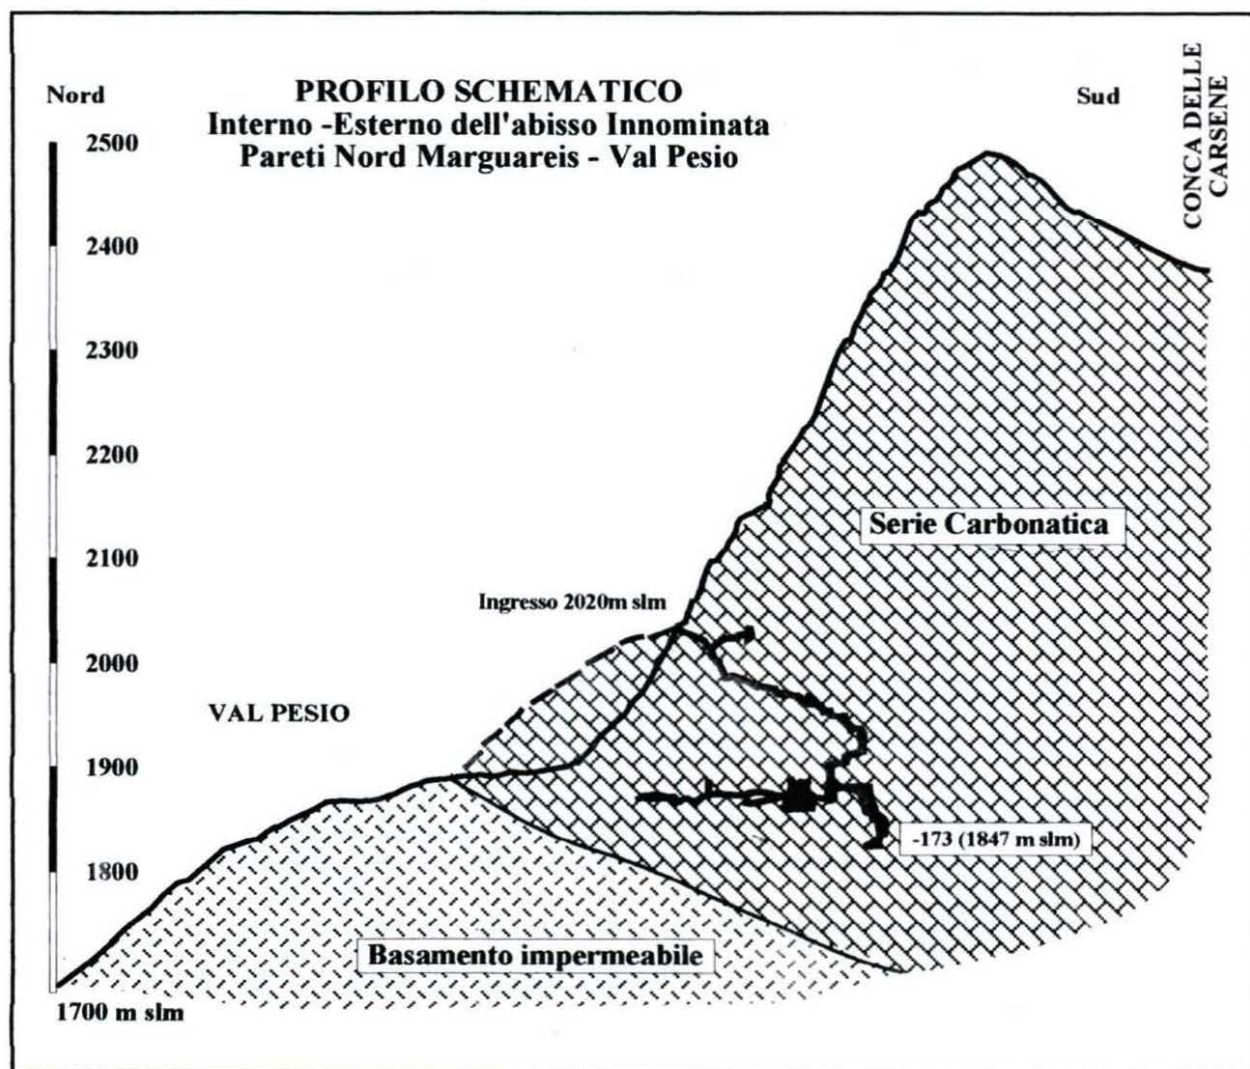 Nord
PROFILO SCHEMATICO
Interno -Esterno dell'abisso Innominata
Pareti Nord Marguareis - Val Pesio
Sud
CONCA DELLE
CARSENE
2500
2400
2300
2200
2100
2000
1900
1800
1700 m slm
Serie Carbonatica
Ingresso 2020m slm
VAL PESIO
-173 (1847 m slm)
Basamento impermeabile